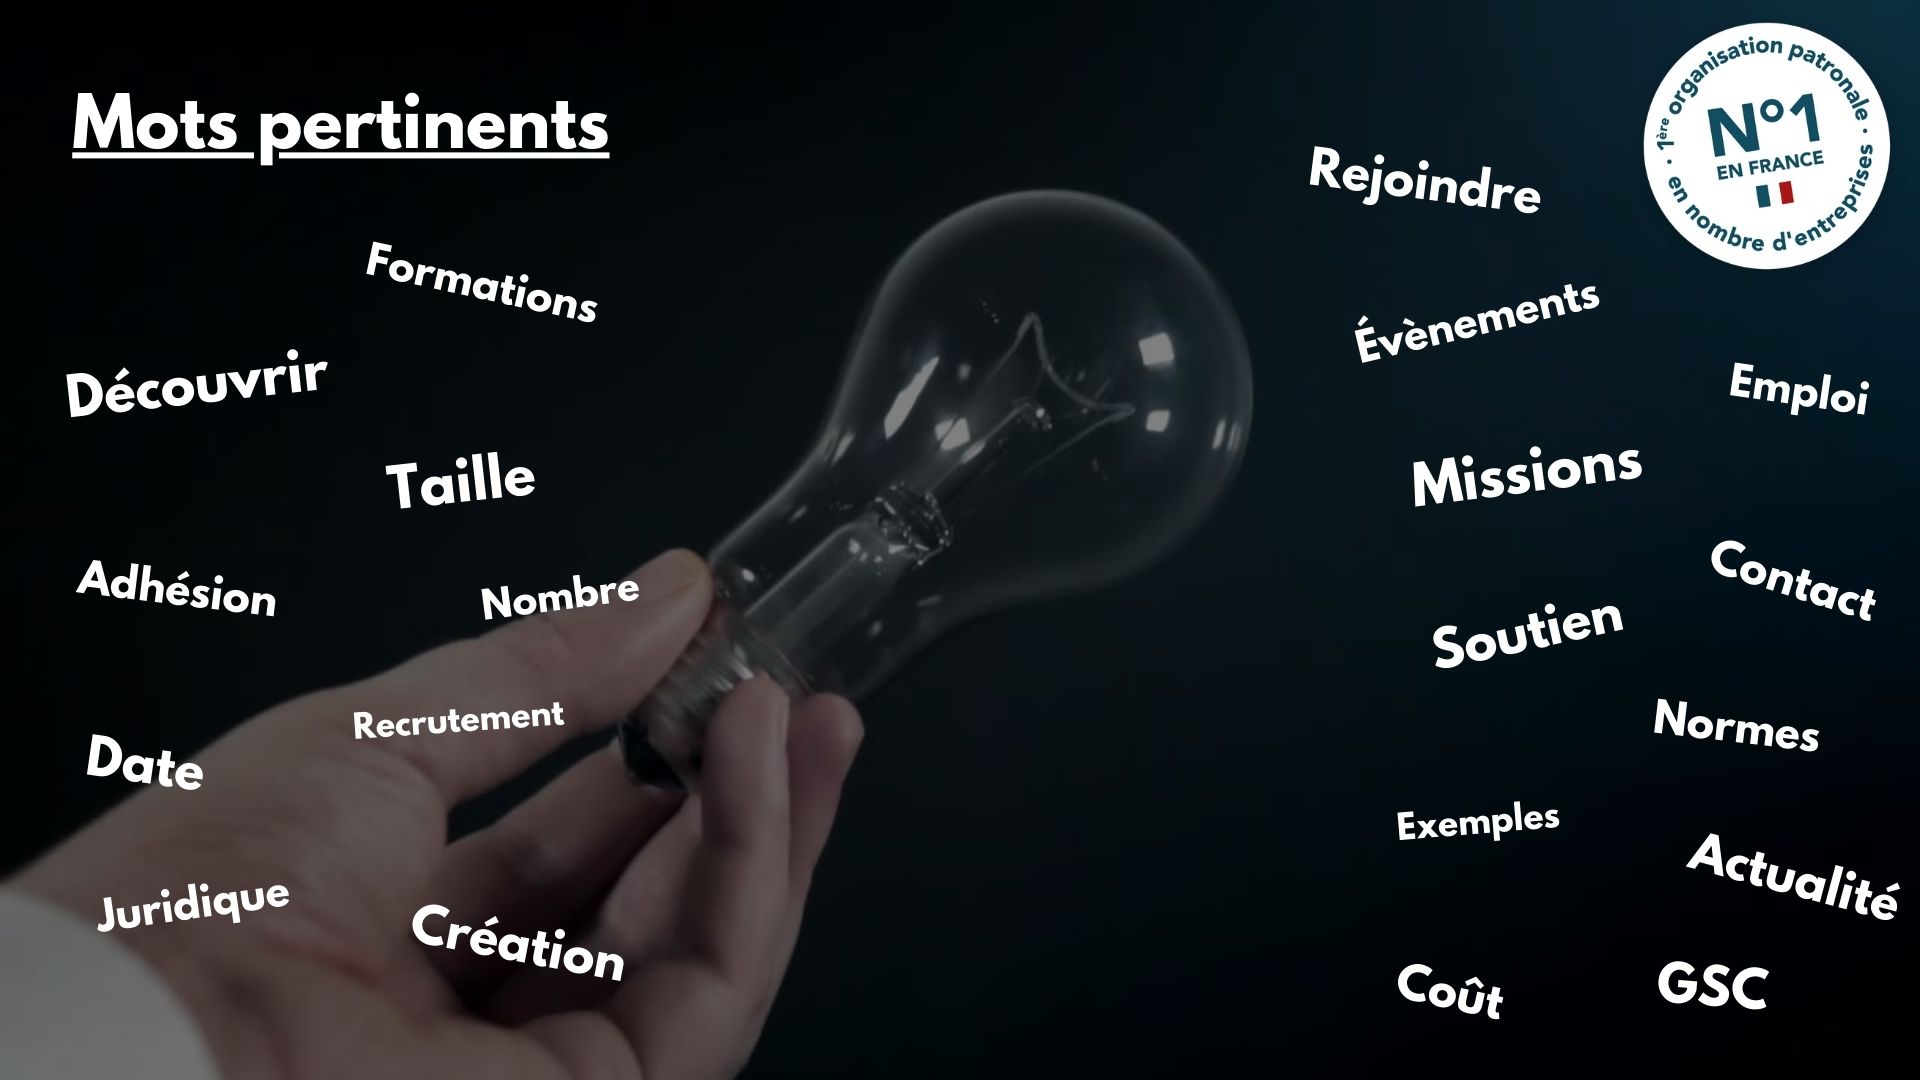 Mots pertinents
1ère organisation patronale
N°1
EN FRANCE
en nombre d'entreprises
Rejoindre
Formations
Évènements
Découvrir
Emploi
Taille
Missions
Adhésion
Nombre
Contact
Soutien
Recrutement
Normes
Date
Exemples
Actualité
Juridique
Création
Coût
GSC